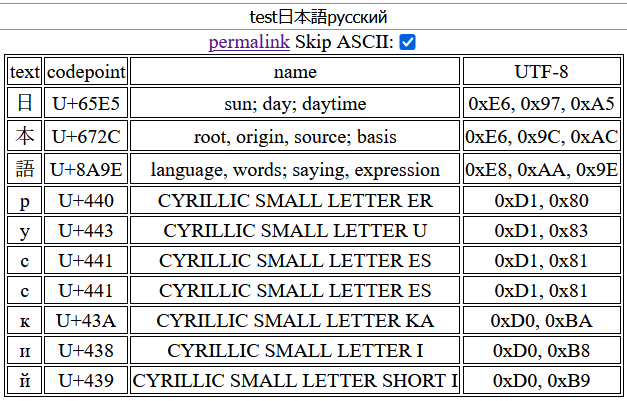 test日本語русский
permalink Skip ASCII:
text codepoint name UTF-8
日 U+65E5 sun; day; daytime 0xE6, 0x97, 0xA5
本 U+672C root, origin, source; basis 0xE6, 0x9C, 0xAC
語 U+8A9E language, words; saying, expression 0xE8, 0xAA, 0x9E
р U+440 CYRILLIC SMALL LETTER ER 0xD1, 0x80
у U+443 CYRILLIC SMALL LETTER U 0xD1, 0x83
с U+441 CYRILLIC SMALL LETTER ES 0xD1, 0x81
с U+441 CYRILLIC SMALL LETTER ES 0xD1, 0x81
к U+43A CYRILLIC SMALL LETTER KA 0xD0, 0xBA
и U+438 CYRILLIC SMALL LETTER I 0xD0, 0xB8
й U+439 CYRILLIC SMALL LETTER SHORT I 0xD0, 0xB9